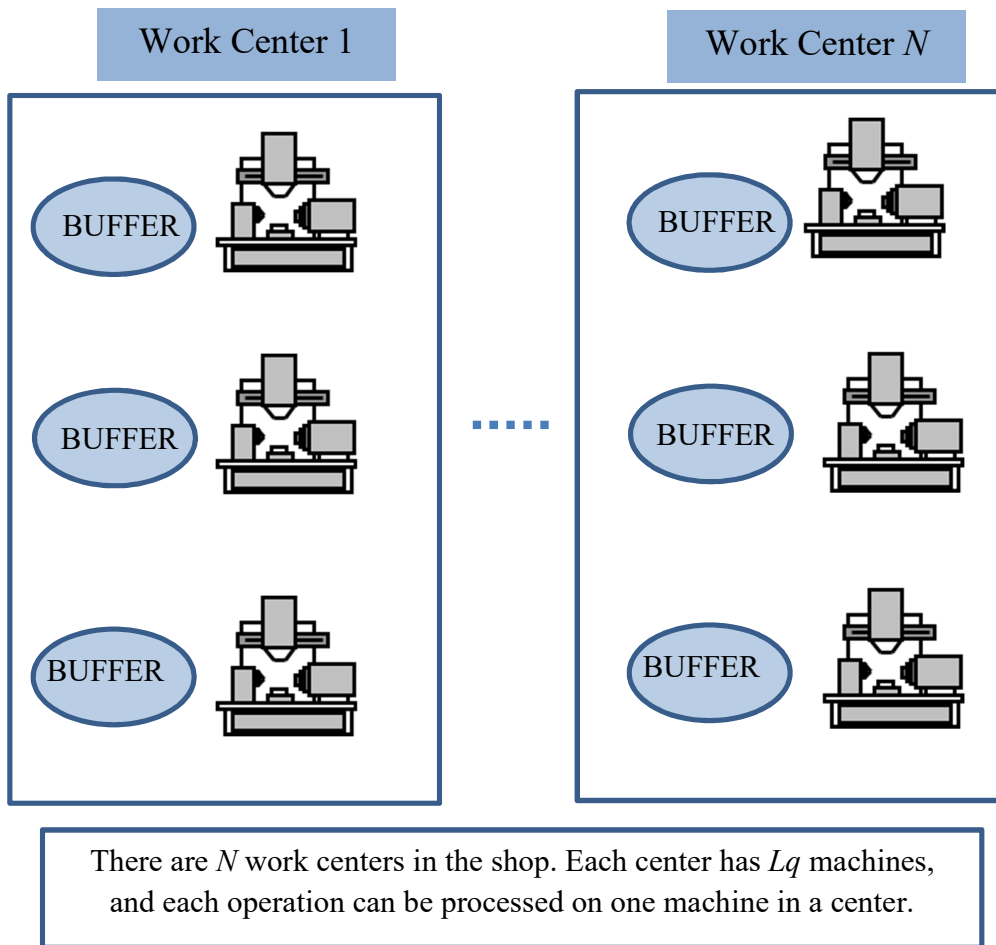 Work Center 1
Work Center N
BUFFER
BUFFER
BUFFER
BUFFER
BUFFER
BUFFER
There are N work centers in the shop. Each center has Lq machines,
and each operation can be processed on one machine in a center.